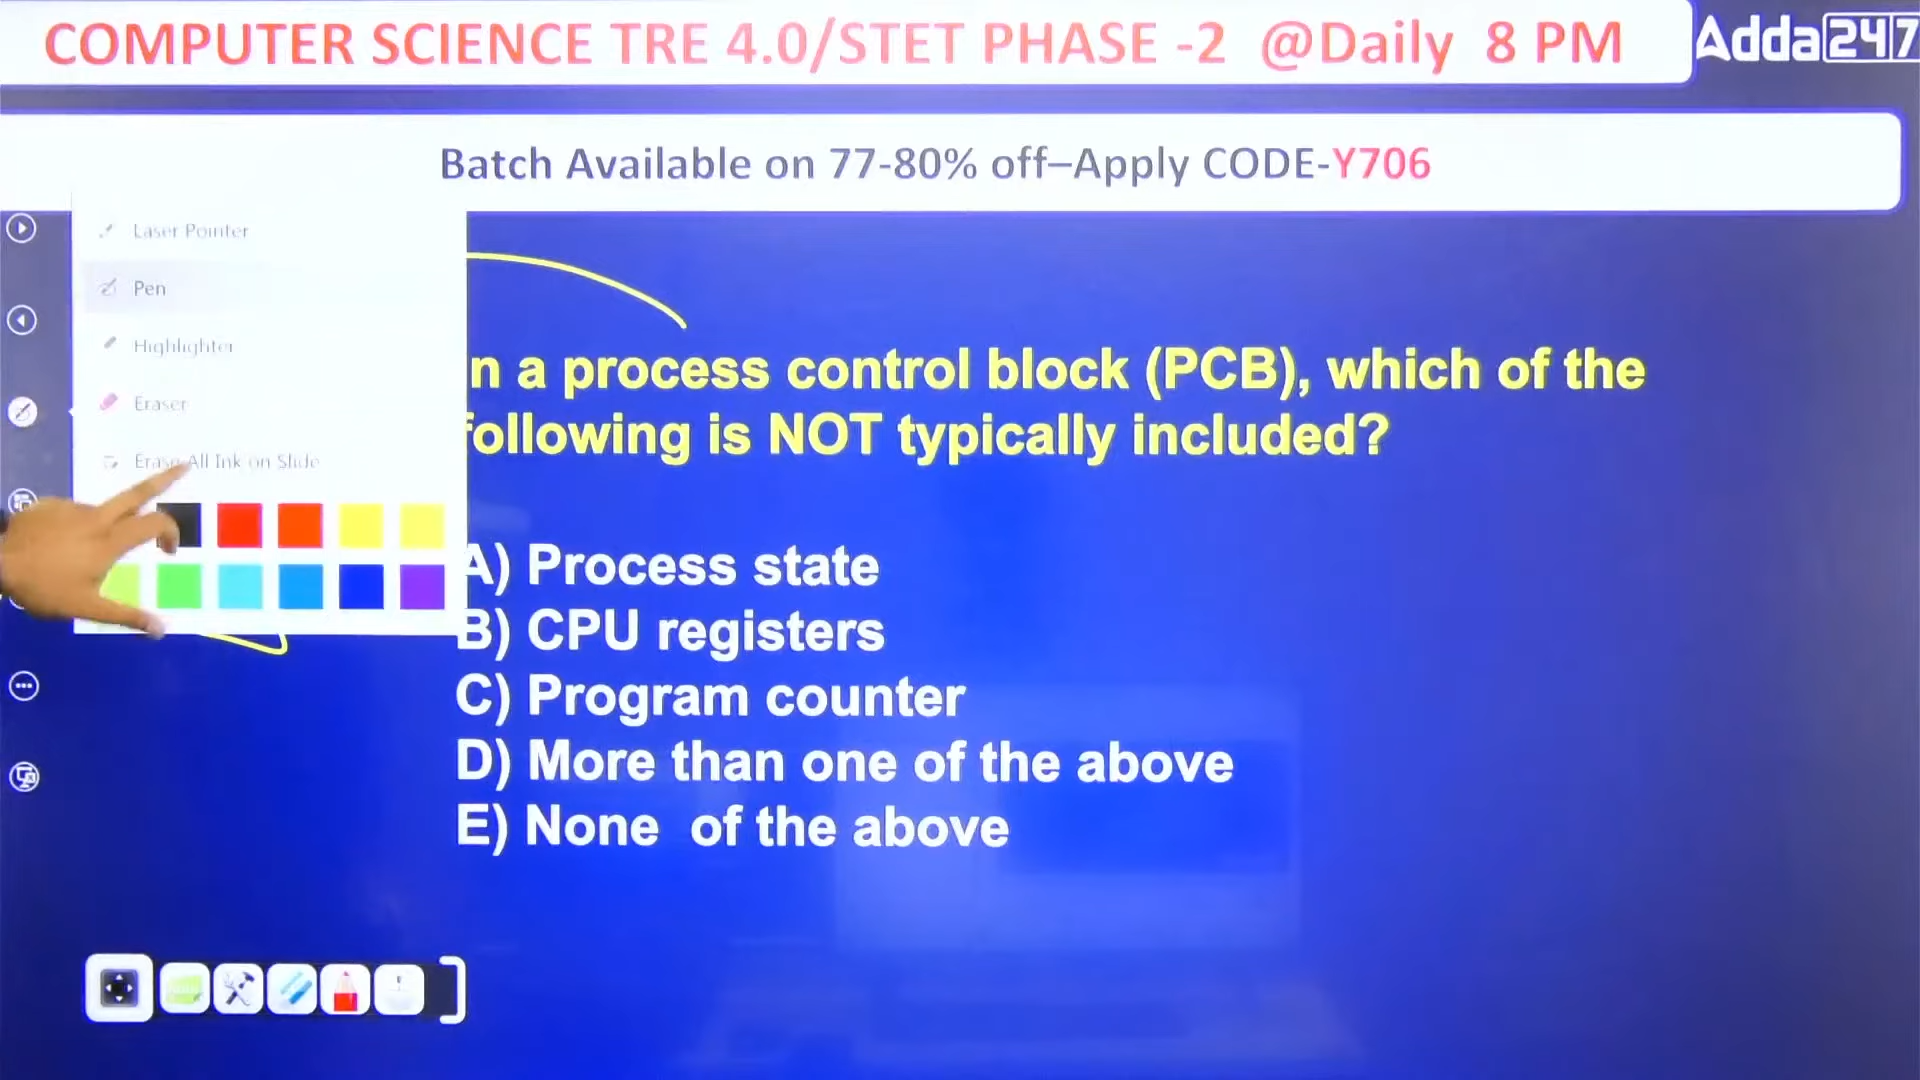 COMPUTER SCIENCE TRE 4.0/STET PHASE -2 @Daily 8 PM
Adda247
Batch Available on 77-80% off–Apply CODE-Y706
Laser Pointer
Pen
Highlighter
Eraser
Erase All Ink on Slide
n a process control block (PCB), which of the
following is NOT typically included?
A) Process state
B) CPU registers
C) Program counter
D) More than one of the above
E) None of the above